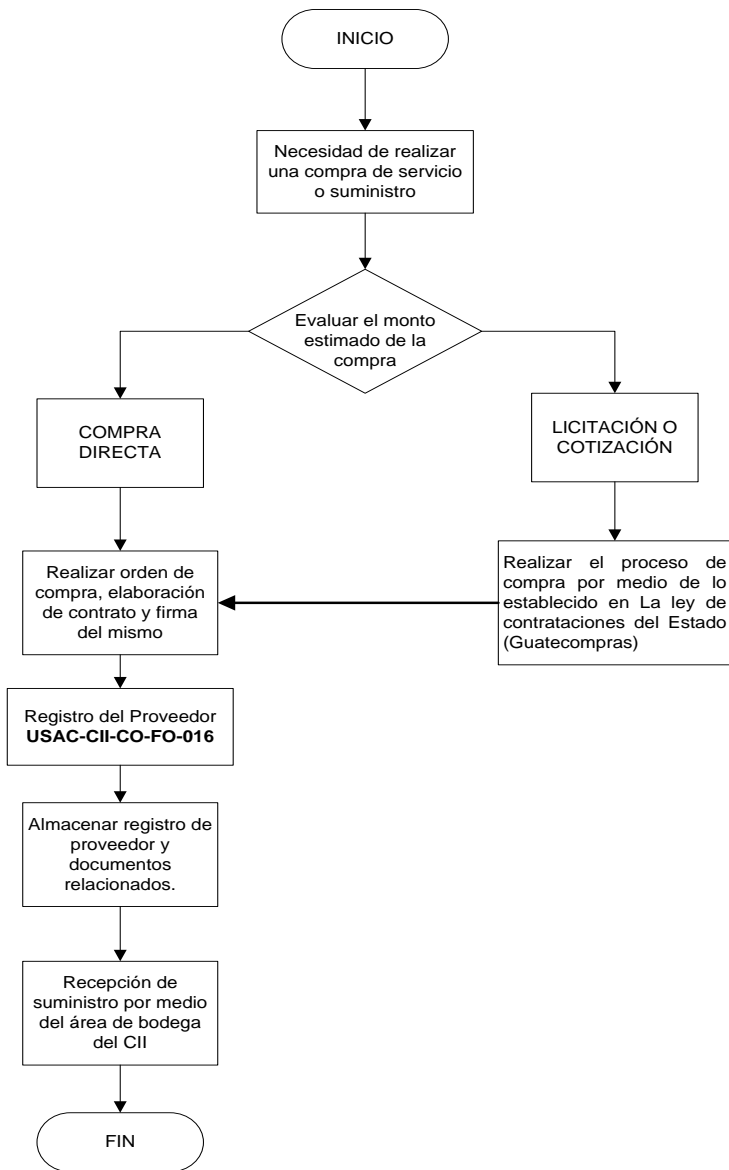 INICIO
Necesidad de realizar
una compra de servicio
o suministro
Evaluar el monto
estimado de la
compra
COMPRA
DIRECTA
LICITACIÓN O
COTIZACIÓN
Realizar orden de
compra, elaboración
de contrato y firma
del mismo
Realizar el proceso de
compra por medio de lo
establecido en La ley de
contrataciones del Estado
(Guatecompras)
Registro del Proveedor
USAC-CII-CO-FO-016
Almacenar registro de
proveedor y
documentos
relacionados.
Recepción de
suministro por medio
del área de bodega
del CII
FIN